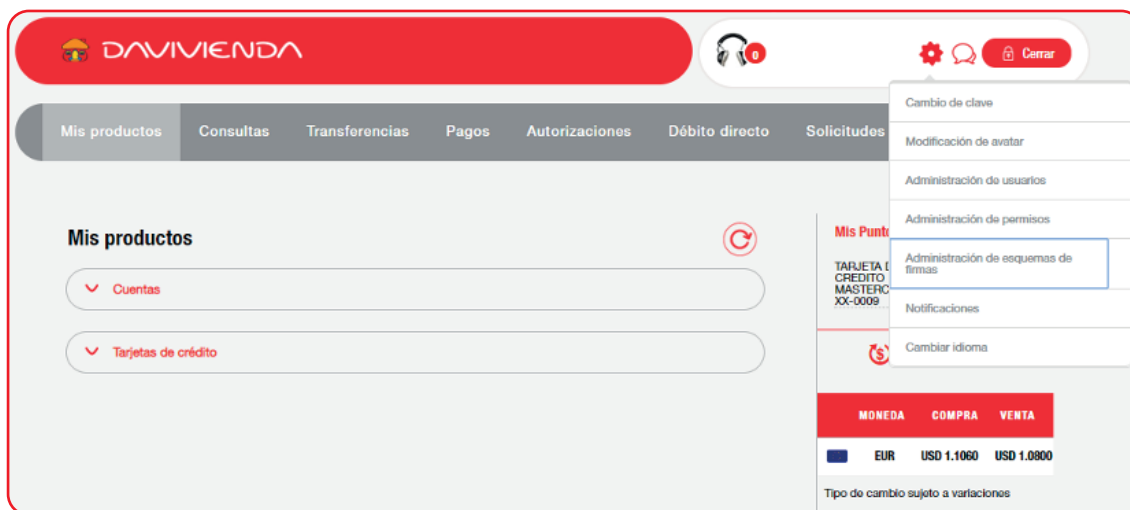 DAVIVIENDA
0
Cerrar
Mis productos Consultas Transferencias Pagos Autorizaciones Débito directo Solicitudes
Cambio de clave
Modificación de avatar
Administración de usuarios
Administración de permisos
Administración de esquemas de
firmas
Notificaciones
Cambiar idioma
Mis productos
Cuentas
Tarjetas de crédito
Mis
TARJETA
CREDITO
XX-0009
MONEDA COMPRA VENTA
EUR USD 1.1060 USD 1.0800
Tipo de cambio sujeto a variaciones